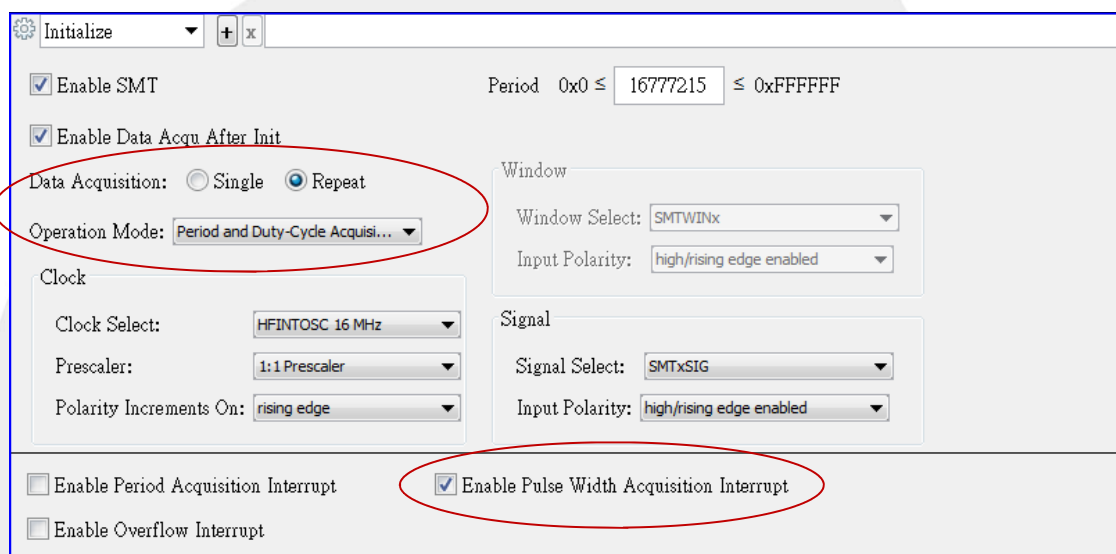 Initialize + x
Enable SMT
Period 0x0 ≤ 16777215 ≤ 0xFFFFFF
Enable Data Acqu After Init
Data Acquisition: Single Repeat
Operation Mode: Period and Duty-Cycle Acquisi...
Window
Window Select: SMTWINx
Input Polarity: high/rising edge enabled
Clock
Clock Select: HFINTOSC 16 MHz
Prescaler: 1:1 Prescaler
Polarity Increments On: rising edge
Signal
Signal Select: SMTxSIG
Input Polarity: high/rising edge enabled
Enable Period Acquisition Interrupt
Enable Pulse Width Acquisition Interrupt
Enable Overflow Interrupt